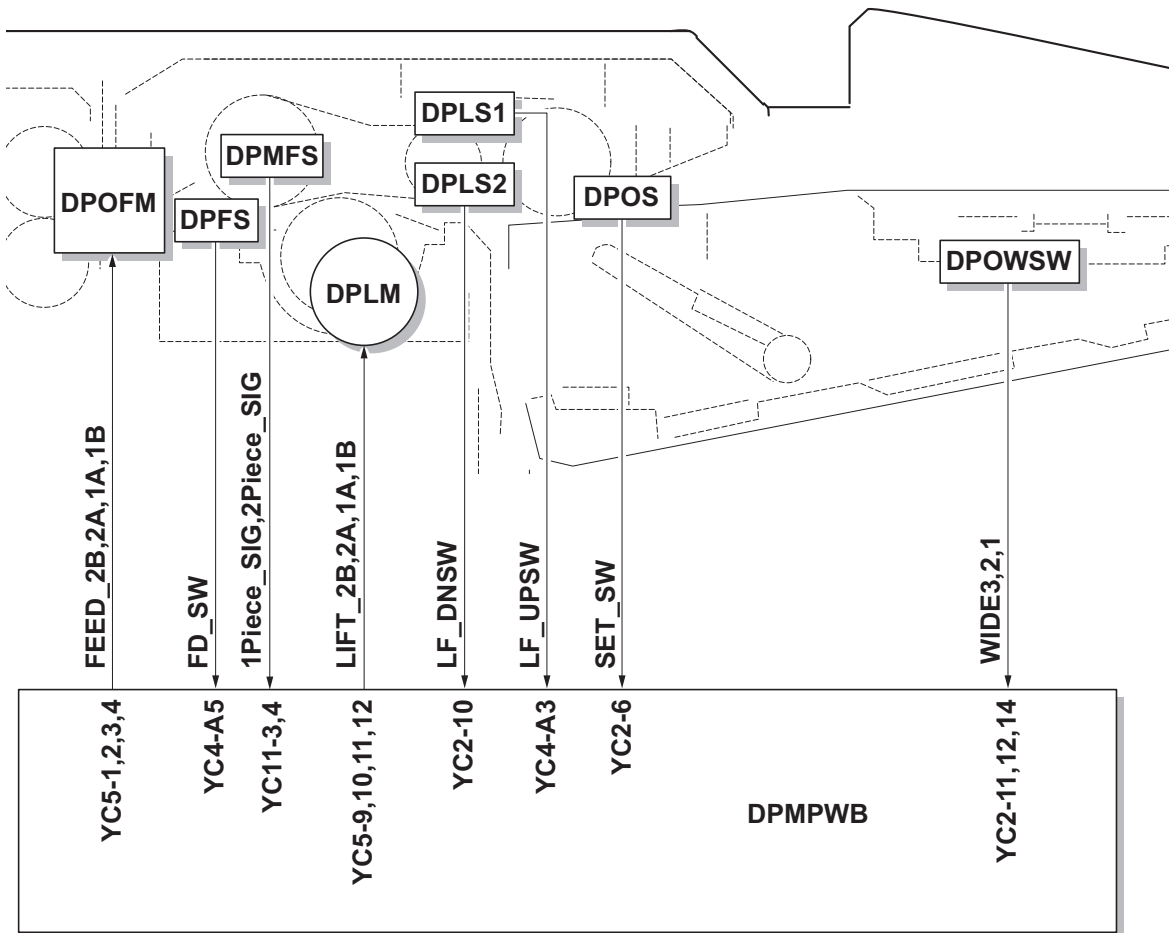 DPLS1
DPMFS
DPLS2
DPOFM
DPOS
DPFS
DPOWSW
DPLM
FEED_2B,2A,1A,1B
FD_SW
1Piece_SIG,2Piece_SIG
LIFT_2B,2A,1A,1B
LF_DNSW
LF_UPSW
SET_SW
WIDE3,2,1
YC5-1,2,3,4
YC4-A5
YC11-3,4
YC5-9,10,11,12
YC2-10
YC4-A3
YC2-6
YC2-11,12,14
DPMPWB